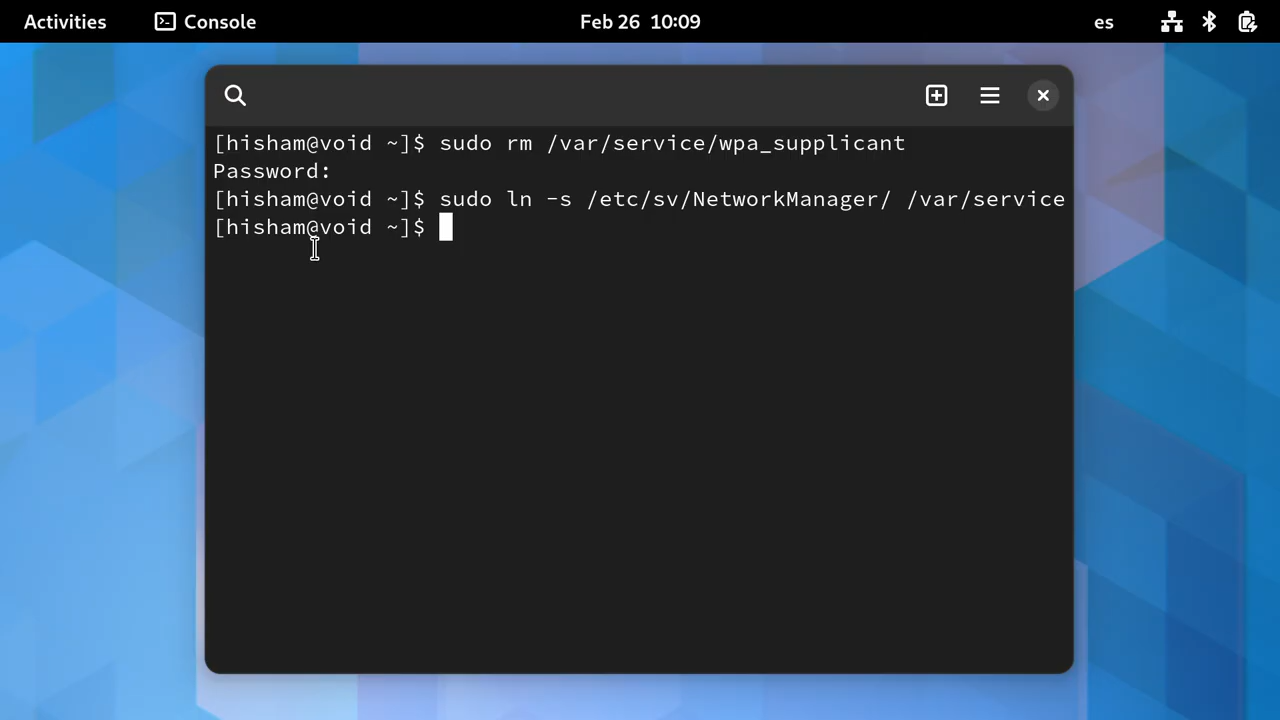 Activities Console Feb 26 10:09 es
[hisham@void ~]$ sudo rm /var/service/wpa_supplicant
Password:
[hisham@void ~]$ sudo ln -s /etc/sv/NetworkManager/ /var/service
[hisham@void ~]$